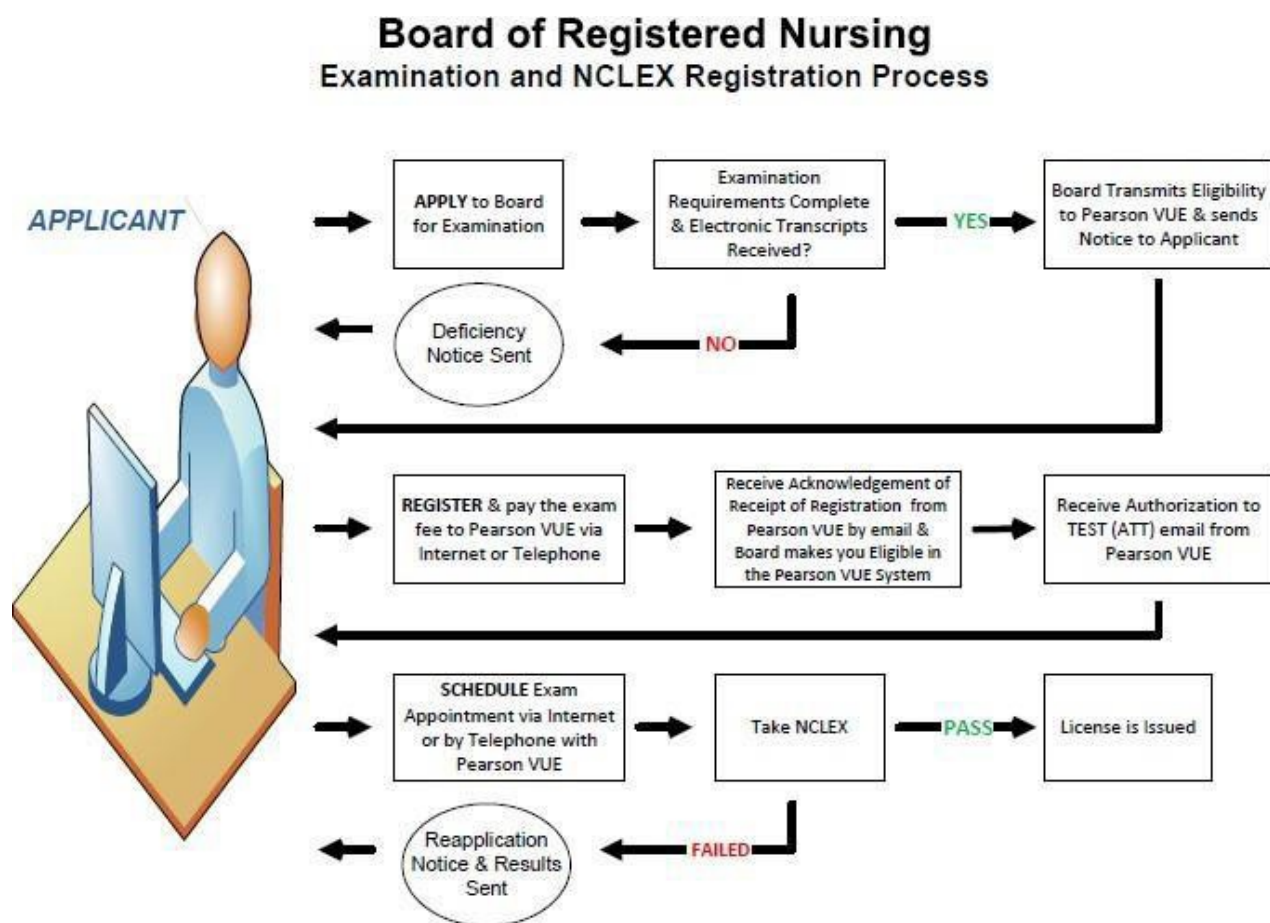 Board of Registered Nursing
Examination and NCLEX Registration Process
APPLICANT
APPLY to Board
for Examination
Examination
Requirements Complete
& Electronic Transcripts
Received?
YES
Board Transmits Eligibility
to Pearson VUE & sends
Notice to Applicant
Deficiency
Notice Sent
NO
REGISTER & pay the exam
fee to Pearson VUE via
Internet or Telephone
Receive Acknowledgement of
Receipt of Registration from
Pearson VUE by email &
Board makes you Eligible in
the Pearson VUE System
Receive Authorization to
TEST (ATT) email from
Pearson VUE
SCHEDULE Exam
Appointment via Internet
or by Telephone with
Pearson VUE
Take NCLEX
PASS
License is Issued
Reapplication
Notice & Results
Sent
FAILED